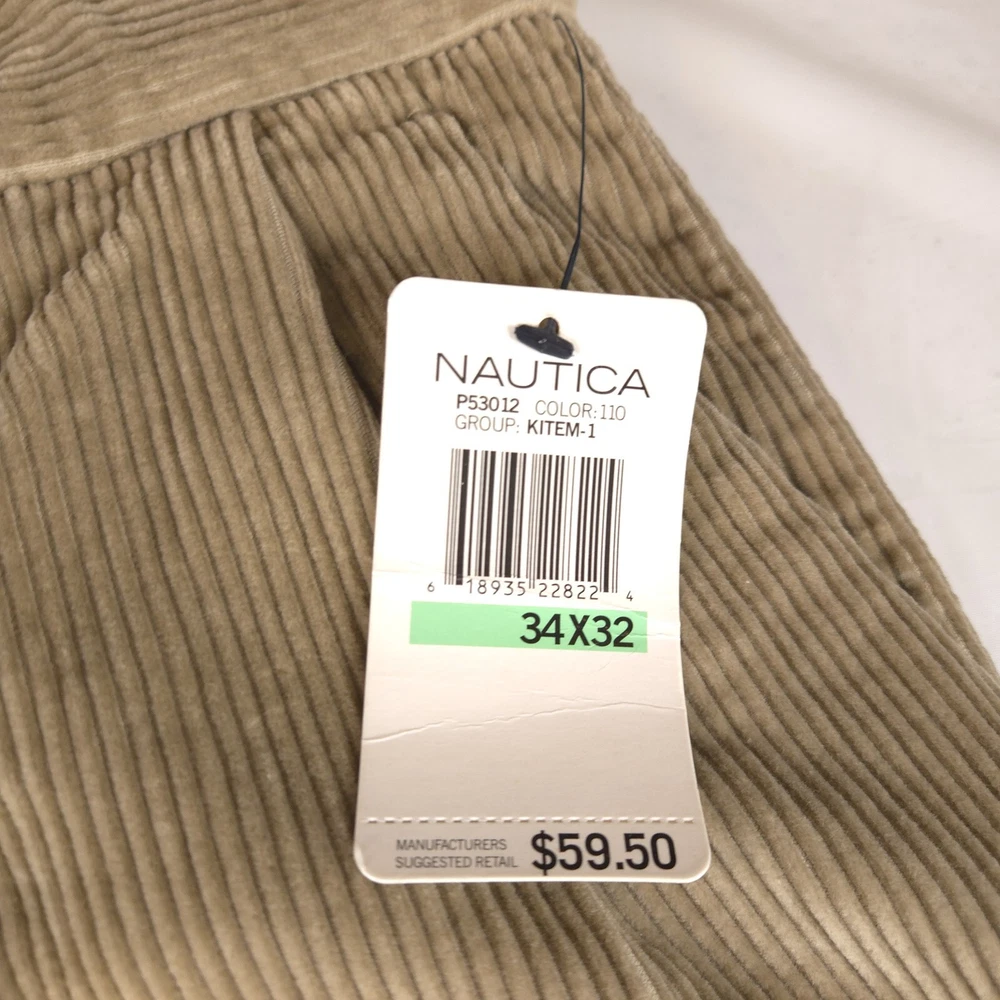 NAUTICA
P53012 COLOR:110
GROUP: KITEM-1
6 18935 22822 4
34X32
MANUFACTURERS
SUGGESTED RETAIL $59.50